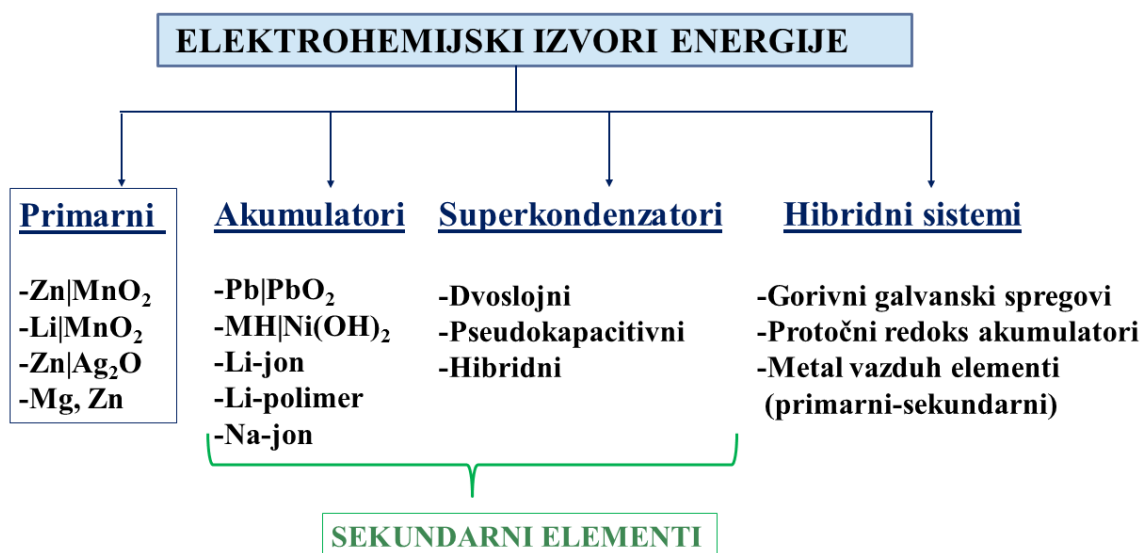 ELEKTROHEMIJSKI IZVORI ENERGIJE
Primarni
-Zn|MnO₂
-Li|MnO₂
-Zn|Ag₂O
-Mg, Zn
Akumulatori
-Pb|PbO₂
-MH|Ni(OH)₂
-Li-jon
-Li-polimer
-Na-jon
Superkondenzatori
-Dvoslojni
-Pseudokapacitivni
-Hibridni
Hibridni sistemi
-Gorivni galvanski spregovi
-Protočni redoks akumulatori
-Metal vazduh elementi
(primarni-sekundarni)
SEKUNDARNI ELEMENTI